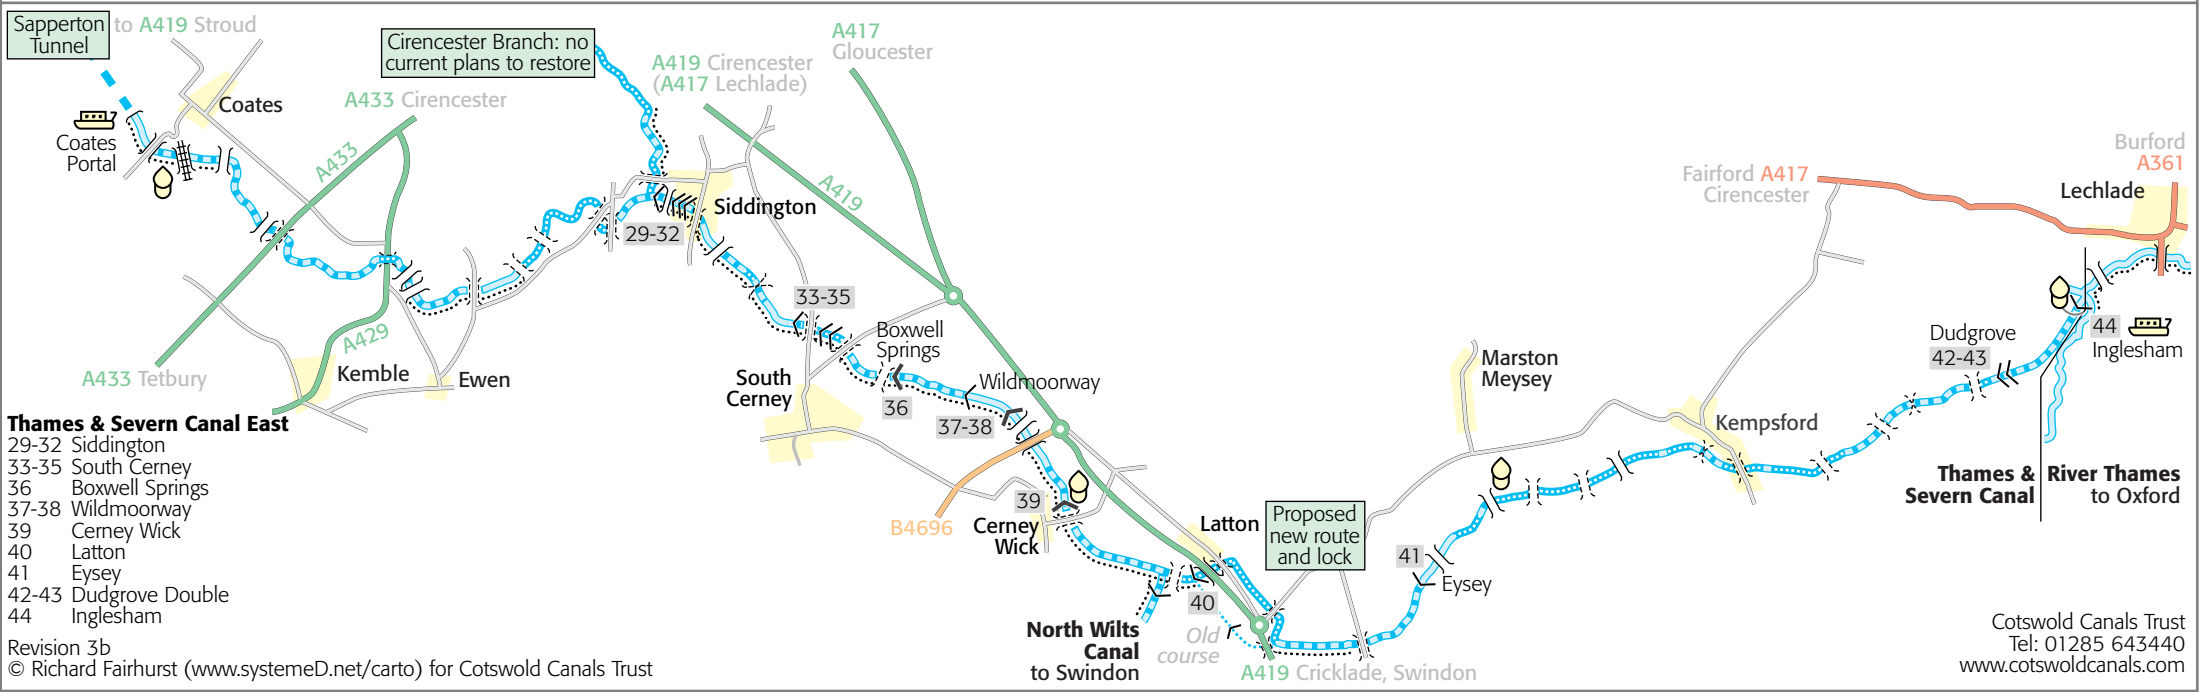 Sapperton
Tunnel
to A419 Stroud
Coates
Coates
Portal
Cirencester Branch: no
current plans to restore
A433 Cirencester
A433
A433 Tetbury
A429
Kemble
Ewen
A419 Cirencester
(A417 Lechlade)
A417
Gloucester
A419
Siddington
29-32
33-35
Boxwell
Springs
South
Cerney
36
Wildmoorway
37-38
B4696
39
Cerney
Wick
Latton
40
North Wilts
Canal
to Swindon
Old
course
A419 Cricklade, Swindon
Proposed
new route
and lock
41
Eysey
Marston
Meysey
Kempsford
Fairford A417
Cirencester
Burford
A361
Lechlade
Dudgrove
42-43
44
Inglesham
Thames &
Severn Canal
River Thames
to Oxford
Thames & Severn Canal East
29-32 Siddington
33-35 South Cerney
36 Boxwell Springs
37-38 Wildmoorway
39 Cerney Wick
40 Latton
41 Eysey
42-43 Dudgrove Double
44 Inglesham
Revision 3b
© Richard Fairhurst (www.systemeD.net/carto) for Cotswold Canals Trust
Cotswold Canals Trust
Tel: 01285 643440
www.cotswoldcanals.com